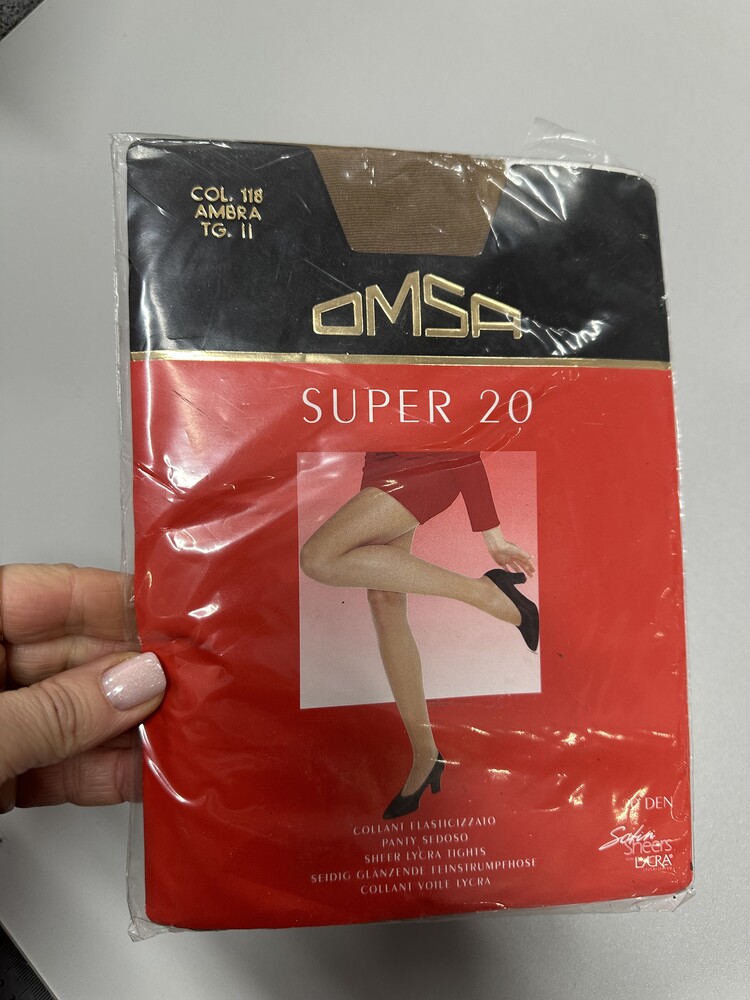 COL. 118
AMBRA
TG. II
OMSA
SUPER 20
COLLANT ELASTICIZZATO
PANTY SEDOSO
SHEER LYCRA TIGHTS
SEIDIG GLÄNZENDE FEINSTRUMPFHOSE
COLLANT VOILE LYCRA
DEN
Satin
Sheers
LYCRA®